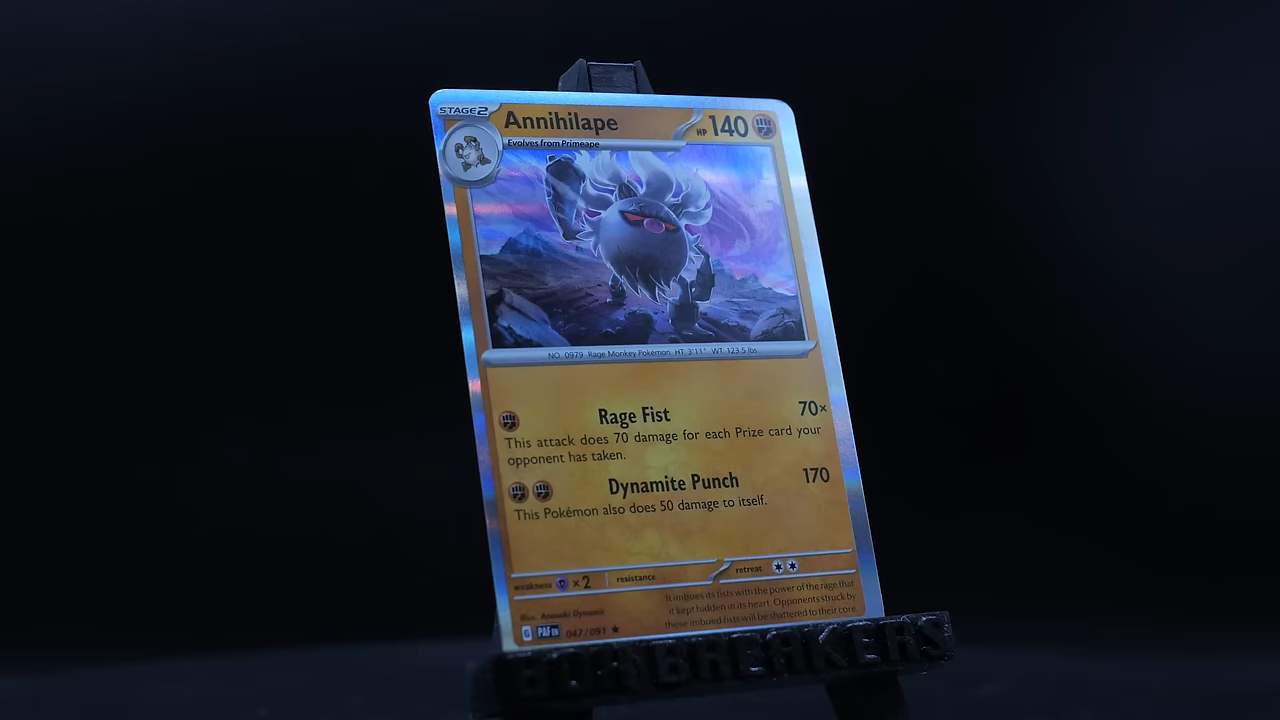 STAGE2
Annihilape
HP 140
Evolves from Primeape
NO. 0979 Rage Monkey Pokémon HT: 3'11" WT: 123.5 lbs
Rage Fist 70×
This attack does 70 damage for each Prize card your
opponent has taken.
Dynamite Punch 170
This Pokémon also does 50 damage to itself.
weakness ×2 resistance retreat
It imbues its fists with the power of the rage that
it kept hidden in its heart. Opponents struck by
these imbued fists will be shattered to their core.
Illus. Anesaki Dynamic
G PAF EN 047/091 ★